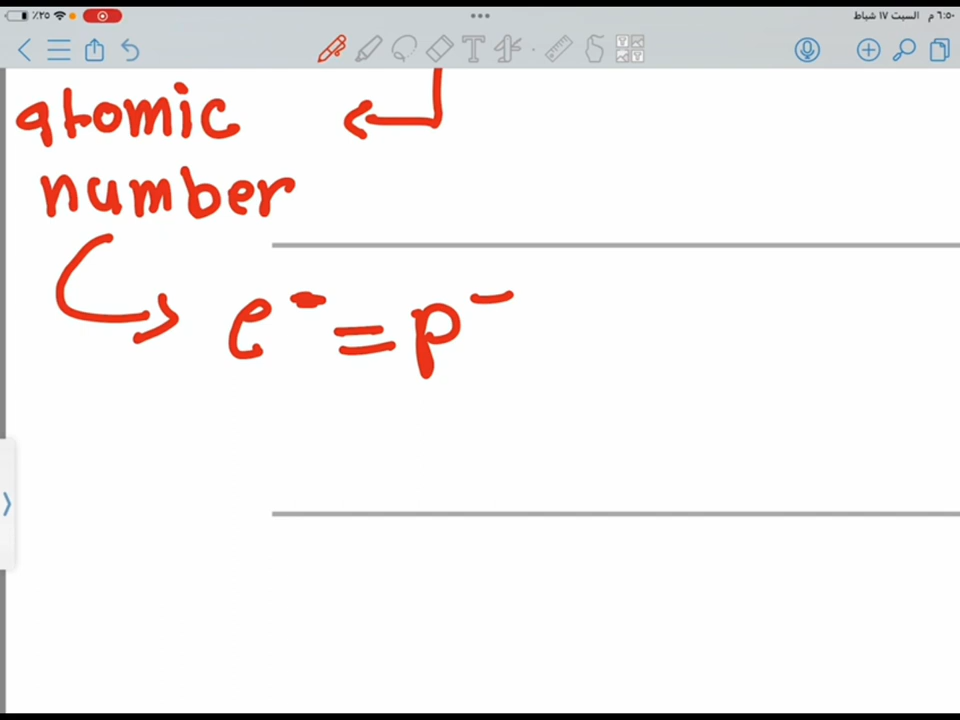 ٦:٥٠ م السبت ١٧ شباط
٪٢٥
atomic
number
e⁻ = p⁻